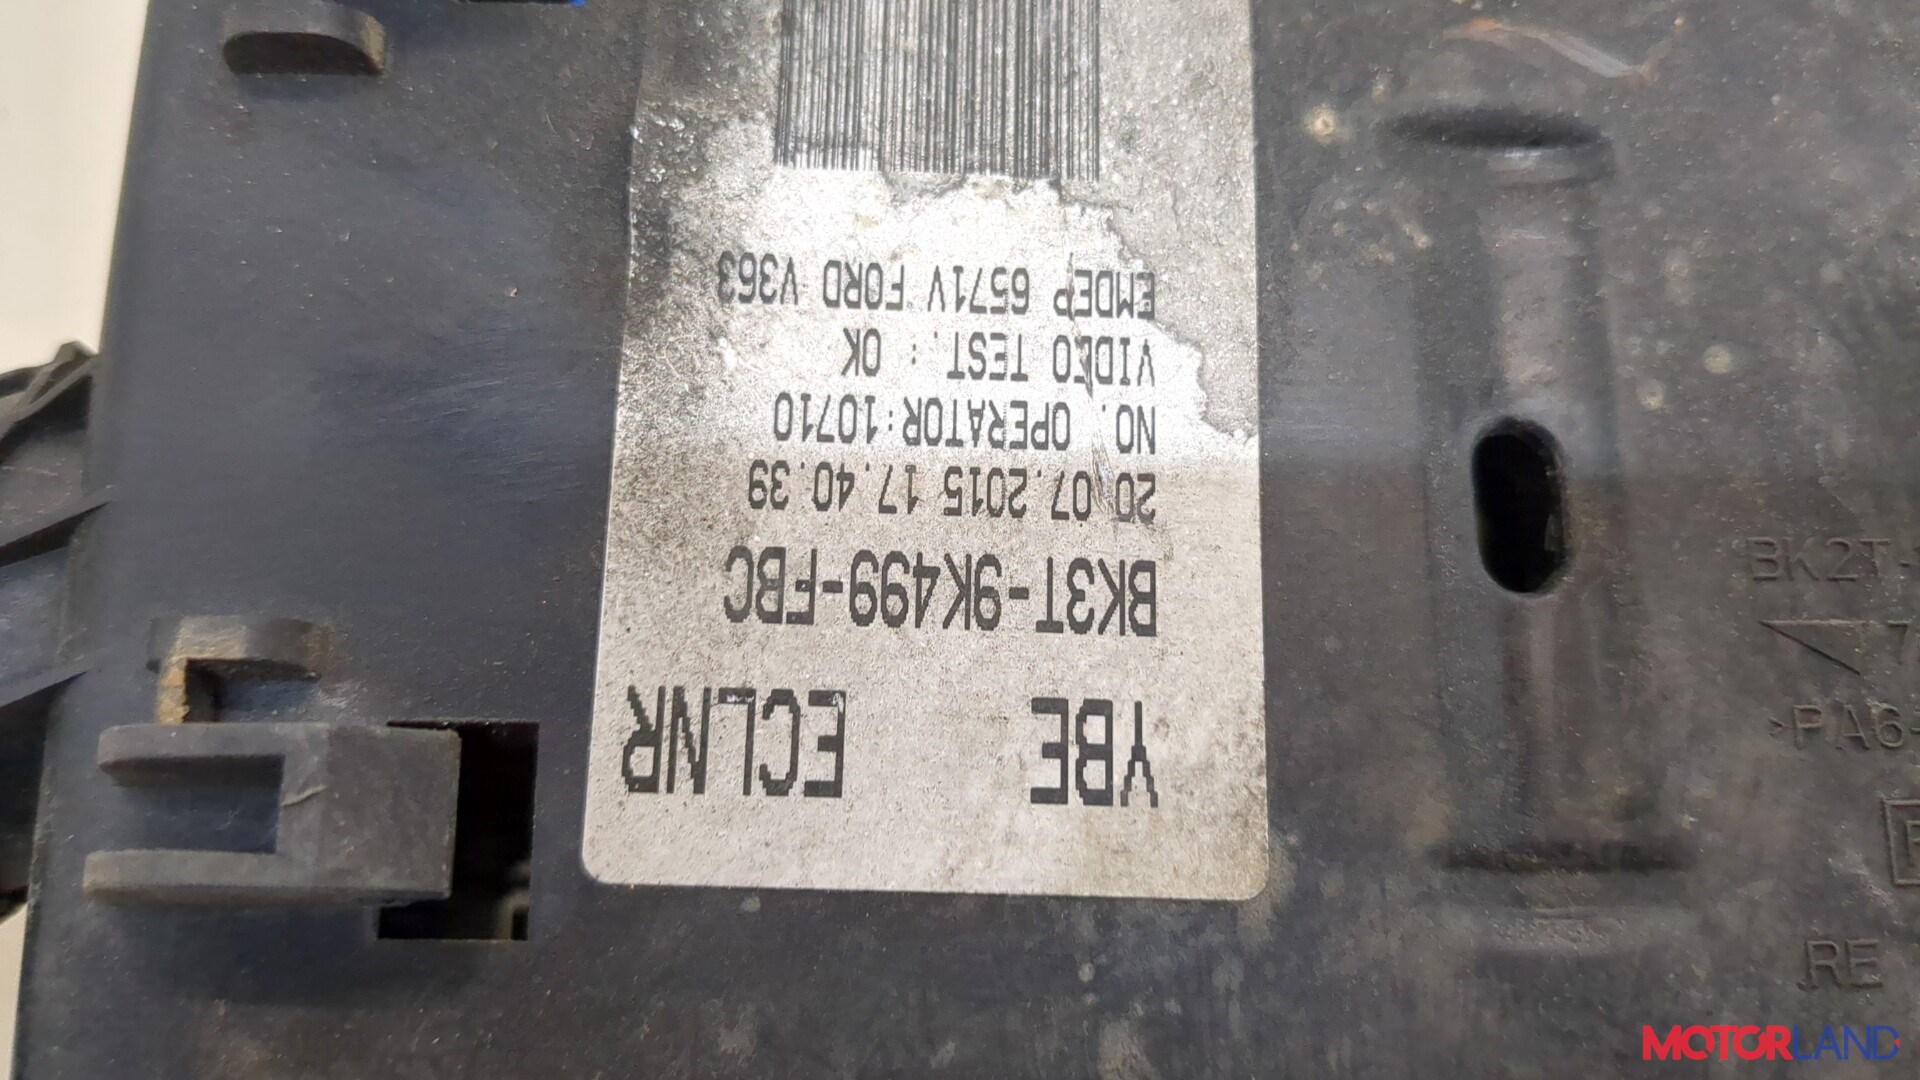 YBE ECLNR
BK3T-9K499-FBC
20.07.2015 17.40.39
NO. OPERATOR:10710
VIDEO TEST. : OK
EMDEP 6571V FORD V363
BK2T-
>PA6-
RE
MOTORLAND